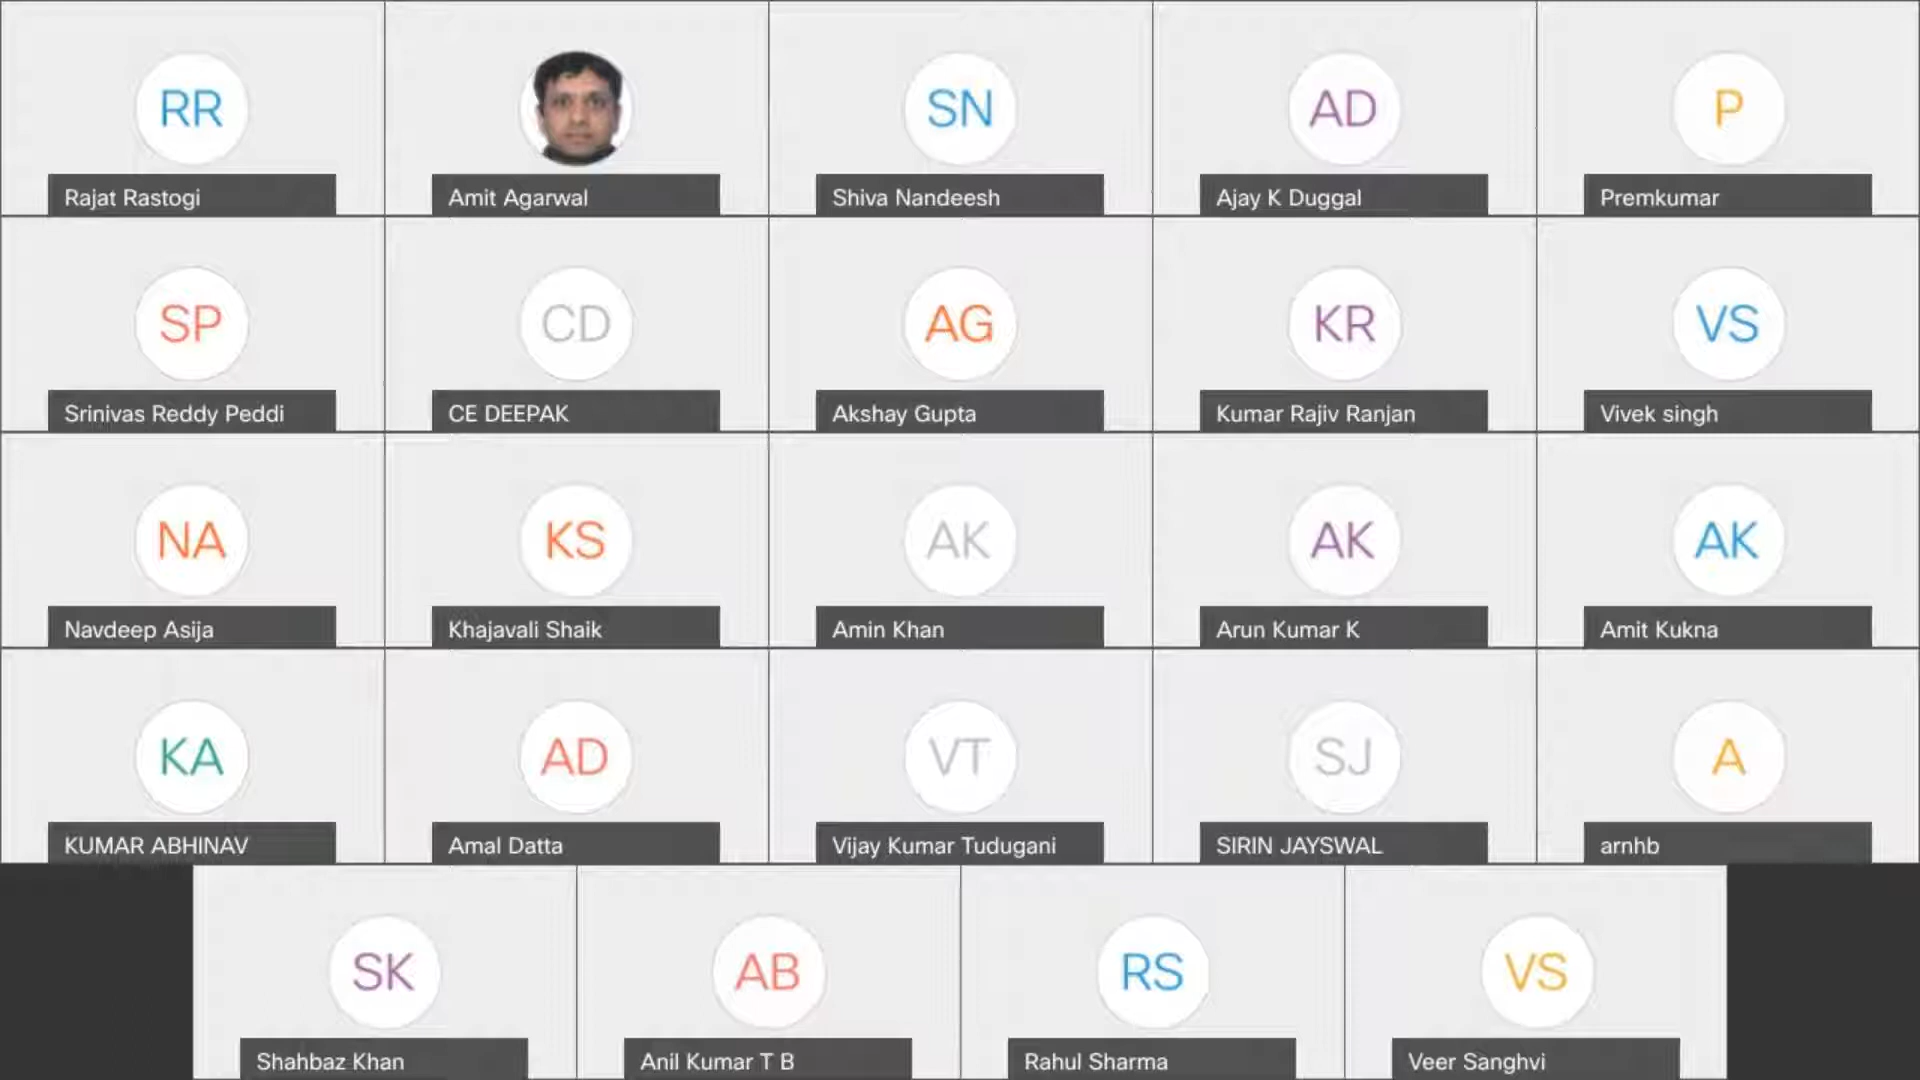 RR
Rajat Rastogi
Amit Agarwal
SN
Shiva Nandeesh
AD
Ajay K Duggal
P
Premkumar
SP
Srinivas Reddy Peddi
CD
CE DEEPAK
AG
Akshay Gupta
KR
Kumar Rajiv Ranjan
VS
Vivek singh
NA
Navdeep Asija
KS
Khajavali Shaik
AK
Amin Khan
AK
Arun Kumar K
AK
Amit Kukna
KA
KUMAR ABHINAV
AD
Amal Datta
VT
Vijay Kumar Tudugani
SJ
SIRIN JAYSWAL
A
arnhb
SK
Shahbaz Khan
AB
Anil Kumar T B
RS
Rahul Sharma
VS
Veer Sanghvi